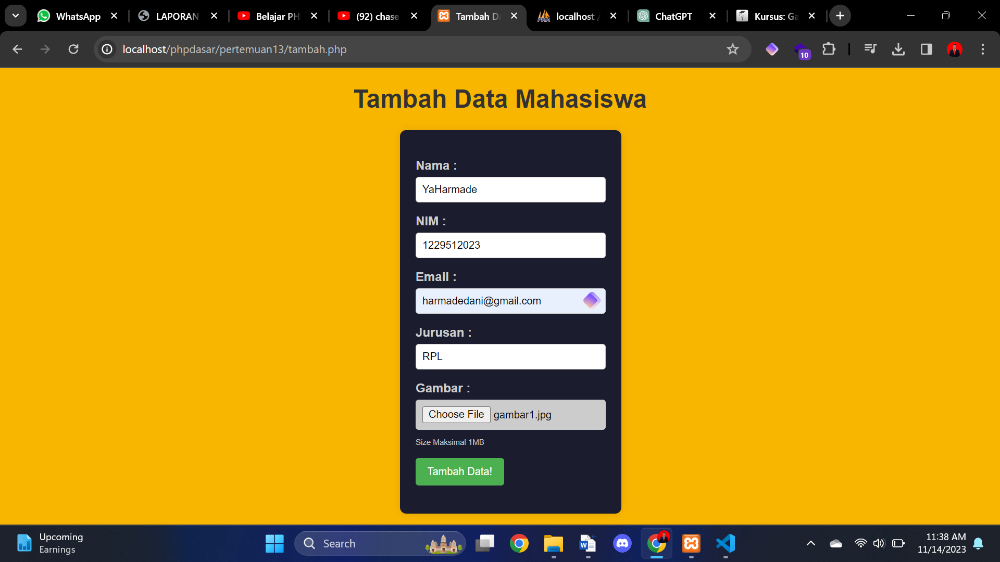 WhatsApp
LAPORAN
Belajar PH
(92) chase
Tambah Da
localhost /
ChatGPT
Kursus: Ga
localhost/phpdasar/pertemuan13/tambah.php
10
Tambah Data Mahasiswa
Nama :
YaHarmade
NIM :
1229512023
Email :
harmadedani@gmail.com
Jurusan :
RPL
Gambar :
Choose File gambar1.jpg
Size Maksimal 1MB
Tambah Data!
Upcoming
Earnings
Search
11:38 AM
11/14/2023